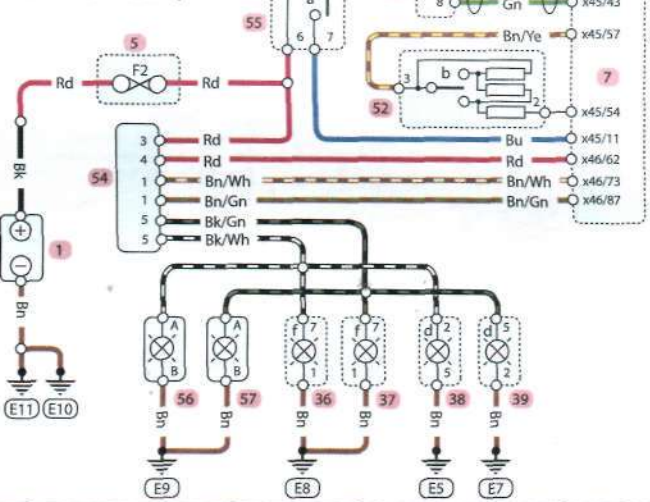 8 Gn x45/43
55 a
6 7
Bn/Ye x45/57
5
F2
Rd Rd
7
3 b
52 2 x45/54
Bu x45/11
3 Rd
4 Rd Rd x46/62
54
1 Bn/Wh Bn/Wh x46/73
1 Bn/Gn Bn/Gn x46/87
5 Bk/Gn
5 Bk/Wh
Bk
+
1
−
Bn
E11 E10
A A f 7 f 7 d 2 d 5
B B 1 1 5 2
56 57 36 37 38 39
Bn Bn Bn Bn Bn Bn
E9 E8 E5 E7